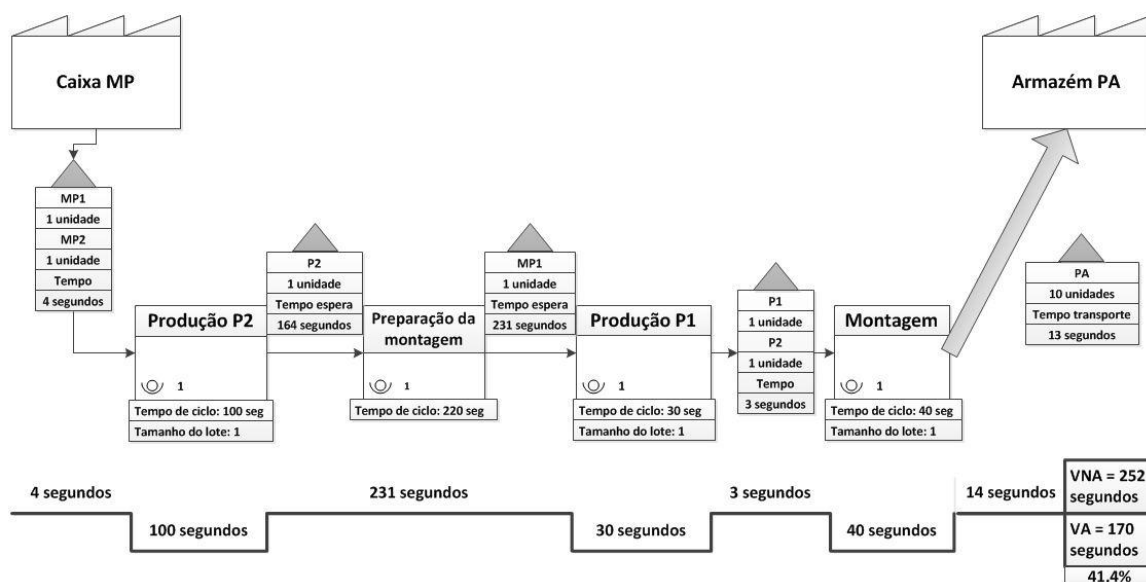 Caixa MP
Armazém PA
MP1
1 unidade
MP2
1 unidade
Tempo
4 segundos
Produção P2
1
Tempo de ciclo: 100 seg
Tamanho do lote: 1
P2
1 unidade
Tempo espera
164 segundos
Preparação da
montagem
1
Tempo de ciclo: 220 seg
MP1
1 unidade
Tempo espera
231 segundos
Produção P1
1
Tempo de ciclo: 30 seg
Tamanho do lote: 1
P1
1 unidade
P2
1 unidade
Tempo
3 segundos
Montagem
1
Tempo de ciclo: 40 seg
Tamanho do lote: 1
PA
10 unidades
Tempo transporte
13 segundos
4 segundos
100 segundos
231 segundos
30 segundos
3 segundos
40 segundos
14 segundos
VNA = 252
segundos
VA = 170
segundos
41.4%